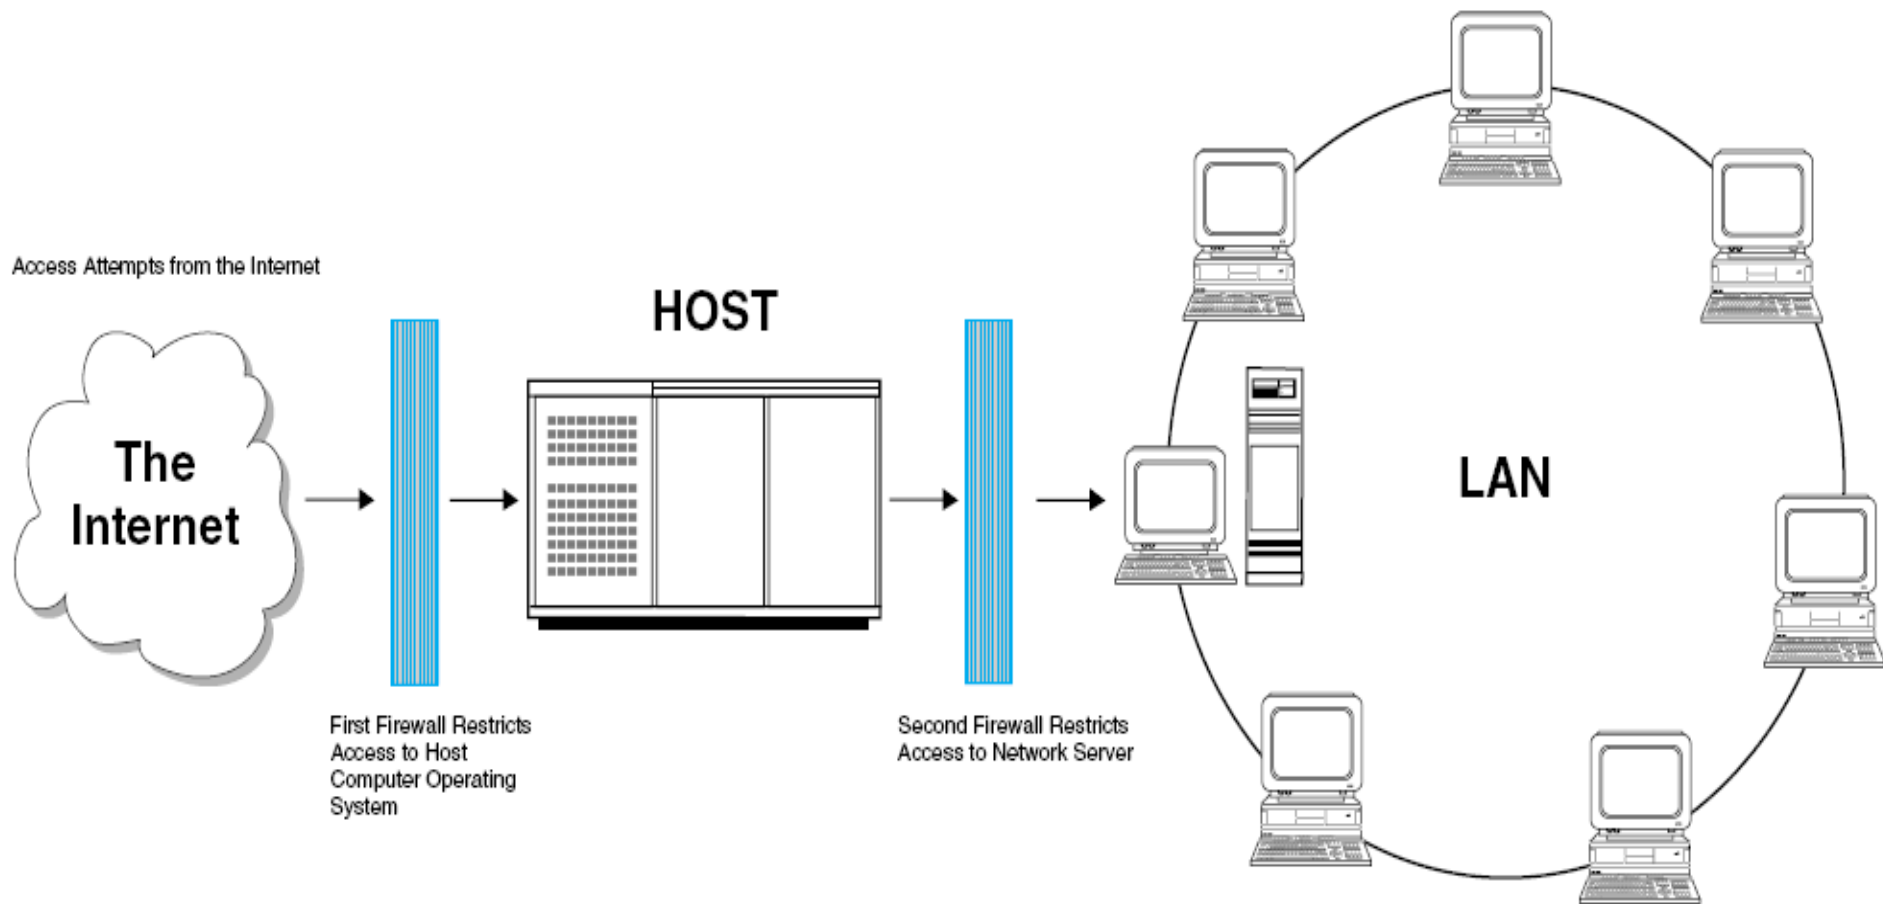 Access Attempts from the Internet
The
Internet
First Firewall Restricts
Access to Host
Computer Operating
System
HOST
Second Firewall Restricts
Access to Network Server
LAN